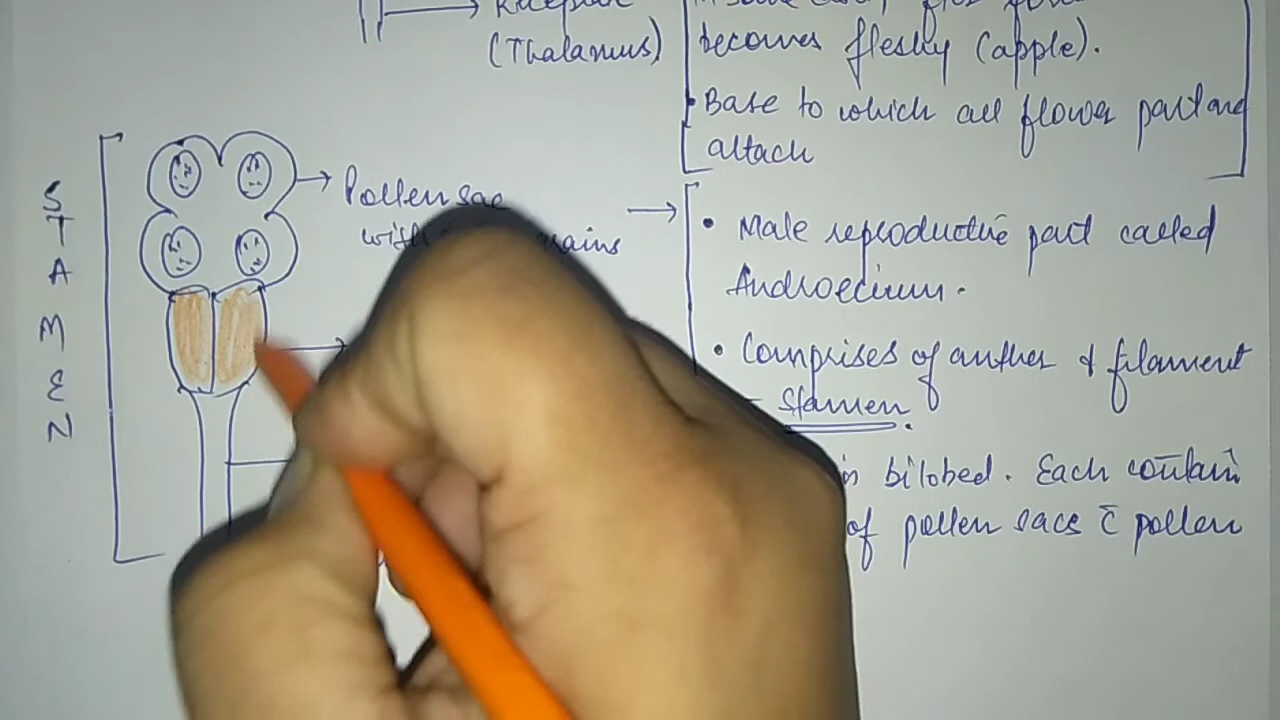 (Thalamus)
becomes fleshy (apple).
• Base to which all flower part are
attach
STAMEN
Pollen sac
• Male reproductive part called
Androecium.
• Comprises of anther & filament
- Stamen.
is bilobed. Each contain
of pollen sacs c̄ pollen